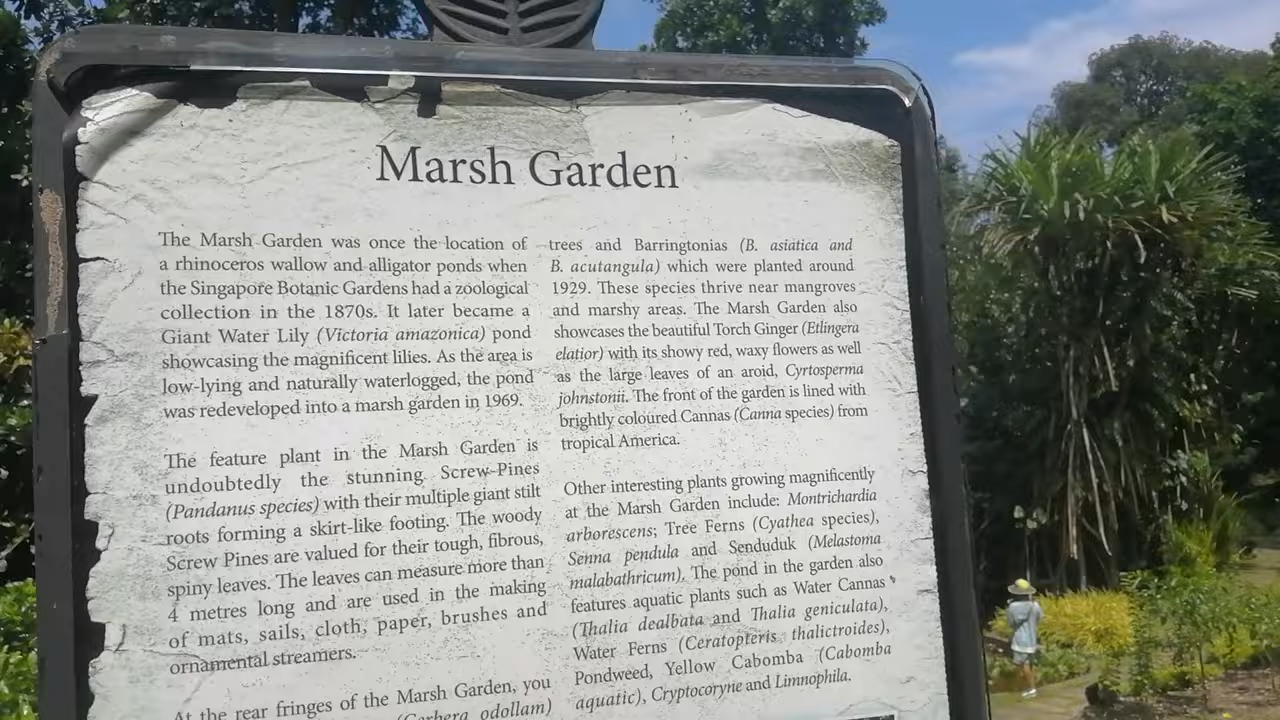 Marsh Garden
The Marsh Garden was once the location of
a rhinoceros wallow and alligator ponds when
the Singapore Botanic Gardens had a zoological
collection in the 1870s. It later became a
Giant Water Lily (Victoria amazonica) pond
showcasing the magnificent lilies. As the area is
low-lying and naturally waterlogged, the pond
was redeveloped into a marsh garden in 1969.
The feature plant in the Marsh Garden is
undoubtedly the stunning Screw-Pines
(Pandanus species) with their multiple giant stilt
roots forming a skirt-like footing. The woody
Screw Pines are valued for their tough, fibrous,
spiny leaves. The leaves can measure more than
4 metres long and are used in the making
of mats, sails, cloth, paper, brushes and
ornamental streamers.
At the rear fringes of the Marsh Garden, you
(Cerbera odollam)
trees and Barringtonias (B. asiatica and
B. acutangula) which were planted around
1929. These species thrive near mangroves
and marshy areas. The Marsh Garden also
showcases the beautiful Torch Ginger (Etlingera
elatior) with its showy red, waxy flowers as well
as the large leaves of an aroid, Cyrtosperma
johnstonii. The front of the garden is lined with
brightly coloured Cannas (Canna species) from
tropical America.
Other interesting plants growing magnificently
at the Marsh Garden include: Montrichardia
arborescens; Tree Ferns (Cyathea species),
Senna pendula and Senduduk (Melastoma
malabathricum). The pond in the garden also
features aquatic plants such as Water Cannas
(Thalia dealbata and Thalia geniculata),
Water Ferns (Ceratopteris thalictroides),
Pondweed, Yellow Cabomba (Cabomba
aquatic), Cryptocoryne and Limnophila.